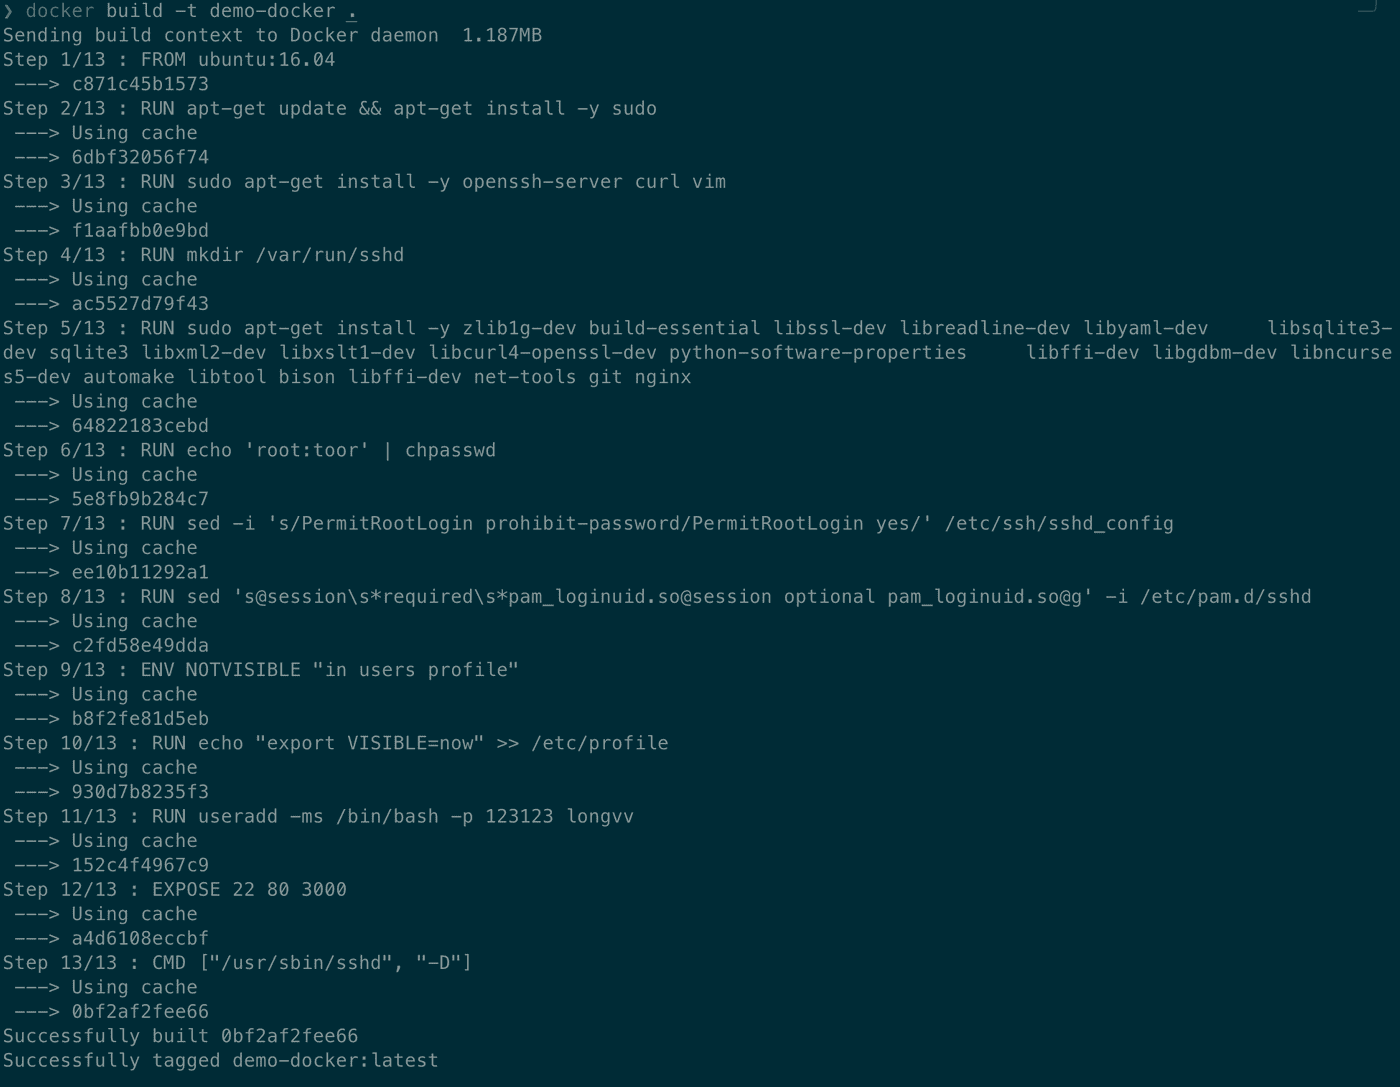 ❯ docker build -t demo-docker .
Sending build context to Docker daemon  1.187MB
Step 1/13 : FROM ubuntu:16.04
 ---> c871c45b1573
Step 2/13 : RUN apt-get update && apt-get install -y sudo
 ---> Using cache
 ---> 6dbf32056f74
Step 3/13 : RUN sudo apt-get install -y openssh-server curl vim
 ---> Using cache
 ---> f1aafbb0e9bd
Step 4/13 : RUN mkdir /var/run/sshd
 ---> Using cache
 ---> ac5527d79f43
Step 5/13 : RUN sudo apt-get install -y zlib1g-dev build-essential libssl-dev libreadline-dev libyaml-dev     libsqlite3-
dev sqlite3 libxml2-dev libxslt1-dev libcurl4-openssl-dev python-software-properties     libffi-dev libgdbm-dev libncurse
s5-dev automake libtool bison libffi-dev net-tools git nginx
 ---> Using cache
 ---> 64822183cebd
Step 6/13 : RUN echo 'root:toor' | chpasswd
 ---> Using cache
 ---> 5e8fb9b284c7
Step 7/13 : RUN sed -i 's/PermitRootLogin prohibit-password/PermitRootLogin yes/' /etc/ssh/sshd_config
 ---> Using cache
 ---> ee10b11292a1
Step 8/13 : RUN sed 's@session\s*required\s*pam_loginuid.so@session optional pam_loginuid.so@g' -i /etc/pam.d/sshd
 ---> Using cache
 ---> c2fd58e49dda
Step 9/13 : ENV NOTVISIBLE "in users profile"
 ---> Using cache
 ---> b8f2fe81d5eb
Step 10/13 : RUN echo "export VISIBLE=now" >> /etc/profile
 ---> Using cache
 ---> 930d7b8235f3
Step 11/13 : RUN useradd -ms /bin/bash -p 123123 longvv
 ---> Using cache
 ---> 152c4f4967c9
Step 12/13 : EXPOSE 22 80 3000
 ---> Using cache
 ---> a4d6108eccbf
Step 13/13 : CMD ["/usr/sbin/sshd", "-D"]
 ---> Using cache
 ---> 0bf2af2fee66
Successfully built 0bf2af2fee66
Successfully tagged demo-docker:latest